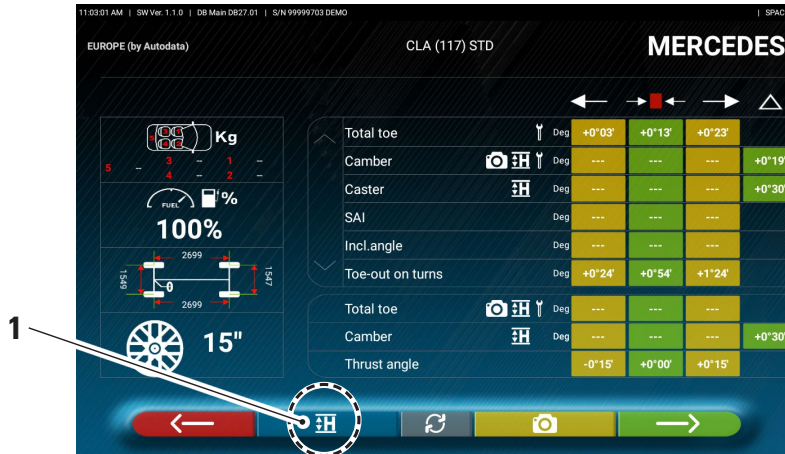 11:03:01 AM | SW Ver. 1.1.0 | DB Main DB27.01 | S/N 99999703 DEMO | SPAC
EUROPE (by Autodata) CLA (117) STD MERCEDES
Kg
5 -- 3 -- 1 --
4 -- 2 --
FUEL %
100%
2699
1549 θ 1547
2699
15"
Total toe Deg +0°03' +0°13' +0°23'
Camber H Deg --- --- --- +0°19'
Caster H Deg --- --- --- +0°30'
SAI Deg --- --- ---
Incl.angle Deg --- --- ---
Toe-out on turns Deg +0°24' +0°54' +1°24'
Total toe H Deg --- --- ---
Camber H Deg --- --- --- +0°30'
Thrust angle -0°15' +0°00' +0°15'
1
H